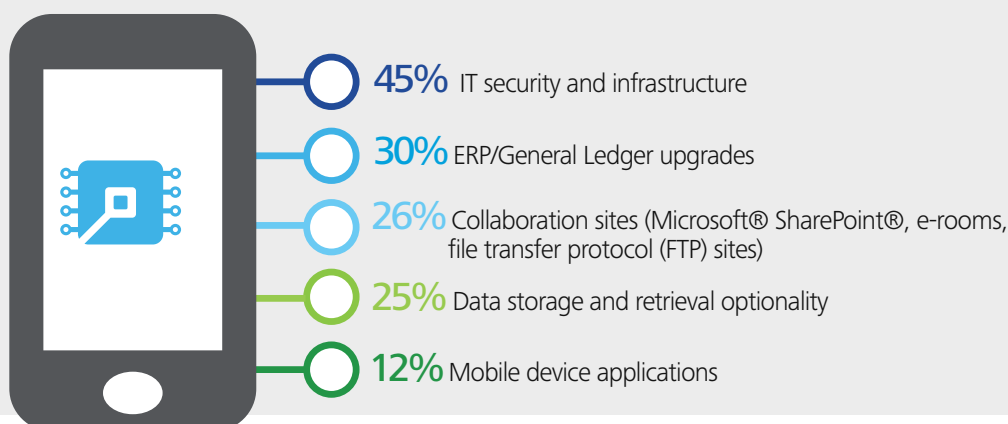 45% IT security and infrastructure
30% ERP/General Ledger upgrades
26% Collaboration sites (Microsoft® SharePoint®, e-rooms,
file transfer protocol (FTP) sites)
25% Data storage and retrieval optionality
12% Mobile device applications